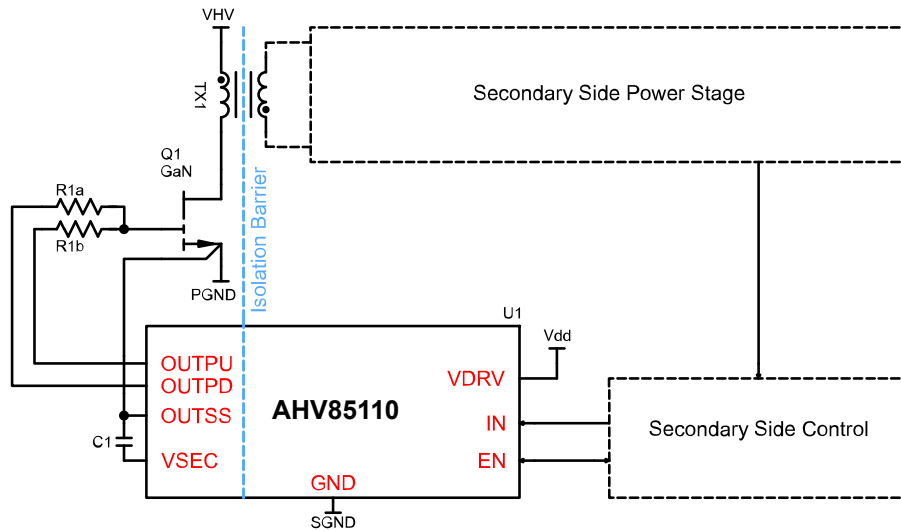 VHV
TX1
Secondary Side Power Stage
Q1
GaN
R1a
R1b
Isolation Barrier
PGND
U1
Vdd
OUTPU
OUTPD
OUTSS
VSEC
C1
AHV85110
VDRV
IN
EN
GND
SGND
Secondary Side Control